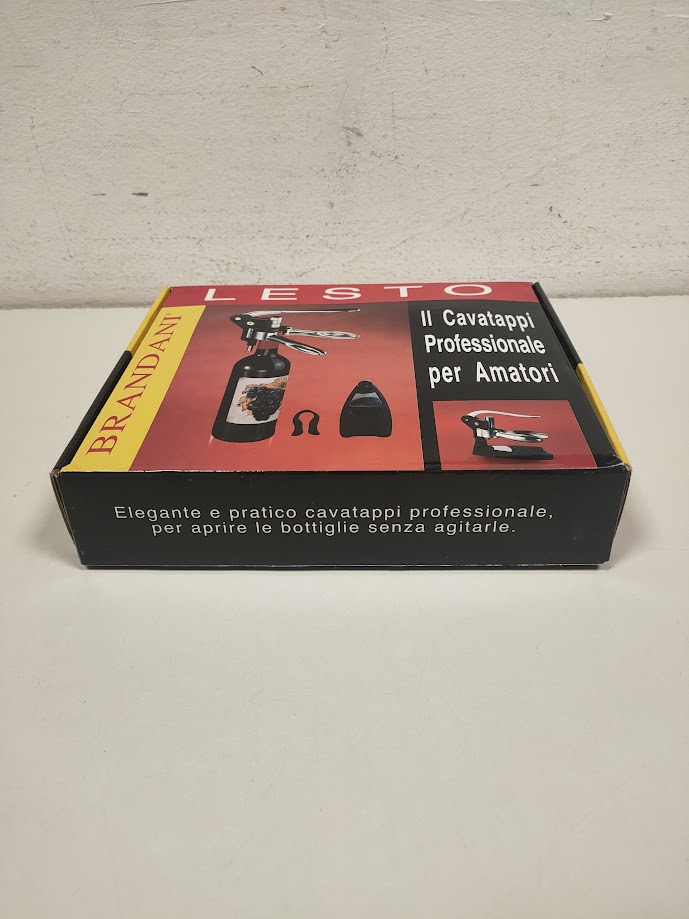 LESTO
BRANDANI®
Il Cavatappi
Professionale
per Amatori
Elegante e pratico cavatappi professionale,
per aprire le bottiglie senza agitarle.